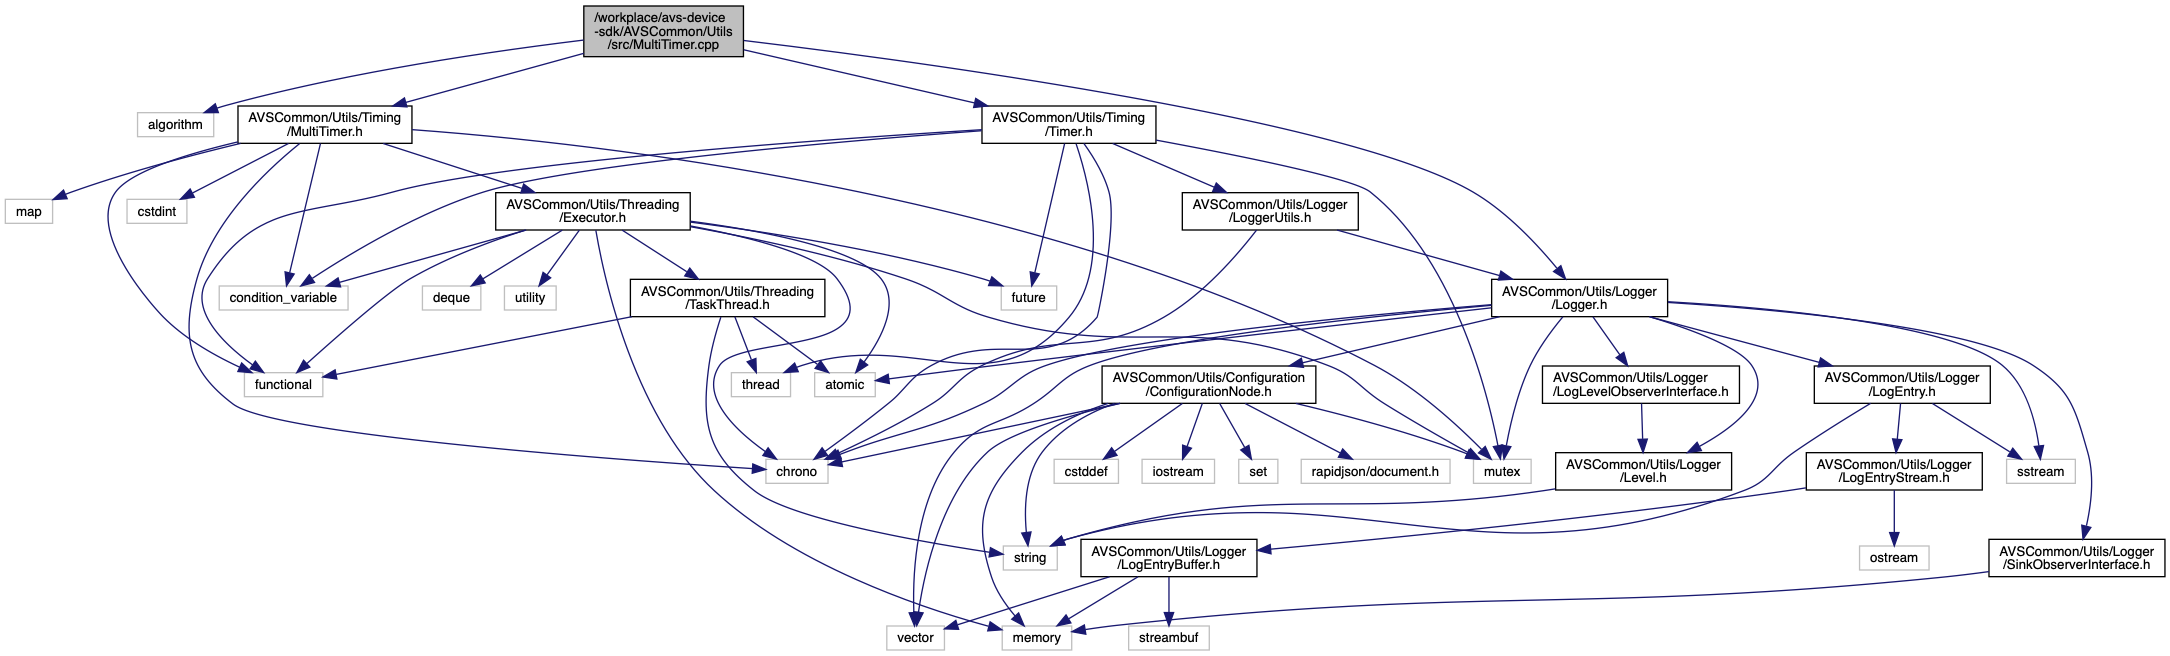 /workplace/avs-device
-sdk/AVSCommon/Utils
/src/MultiTimer.cpp
algorithm
AVSCommon/Utils/Timing
/MultiTimer.h
AVSCommon/Utils/Timing
/Timer.h
map
cstdint
AVSCommon/Utils/Threading
/Executor.h
AVSCommon/Utils/Logger
/LoggerUtils.h
condition_variable
deque
utility
AVSCommon/Utils/Threading
/TaskThread.h
future
AVSCommon/Utils/Logger
/Logger.h
functional
thread
atomic
AVSCommon/Utils/Configuration
/ConfigurationNode.h
AVSCommon/Utils/Logger
/LogLevelObserverInterface.h
AVSCommon/Utils/Logger
/LogEntry.h
chrono
cstddef
iostream
set
rapidjson/document.h
mutex
AVSCommon/Utils/Logger
/Level.h
AVSCommon/Utils/Logger
/LogEntryStream.h
sstream
string
AVSCommon/Utils/Logger
/LogEntryBuffer.h
ostream
AVSCommon/Utils/Logger
/SinkObserverInterface.h
vector
memory
streambuf